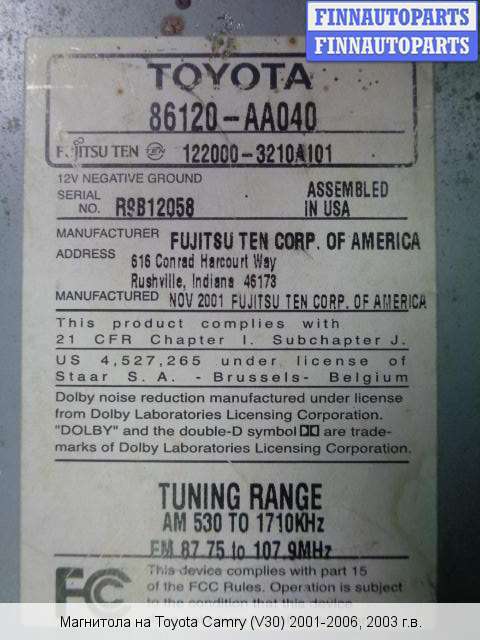 FINNAUTOPARTS
FINNAUTOPARTS
TOYOTA
86120-AA040
FUJITSU TEN 122000-3210A101
12V NEGATIVE GROUND
SERIAL NO. R9B12058
ASSEMBLED IN USA
MANUFACTURER FUJITSU TEN CORP. OF AMERICA
ADDRESS 616 Conrad Harcourt Way
Rushville, Indiana 46173
MANUFACTURED NOV 2001 FUJITSU TEN CORP. OF AMERICA
This product complies with
21 CFR Chapter I. Subchapter J.
US 4,527,265 under license of
Staar S. A. - Brussels - Belgium
Dolby noise reduction manufactured under license
from Dolby Laboratories Licensing Corporation.
"DOLBY" and the double-D symbol are trade-
marks of Dolby Laboratories Licensing Corporation.
TUNING RANGE
AM 530 TO 1710KHz
FM 87.75 to 107.9MHz
FCC
This device complies with part 15
of the FCC Rules. Operation is subject
Магнитола на Toyota Camry (V30) 2001-2006, 2003 г.в.